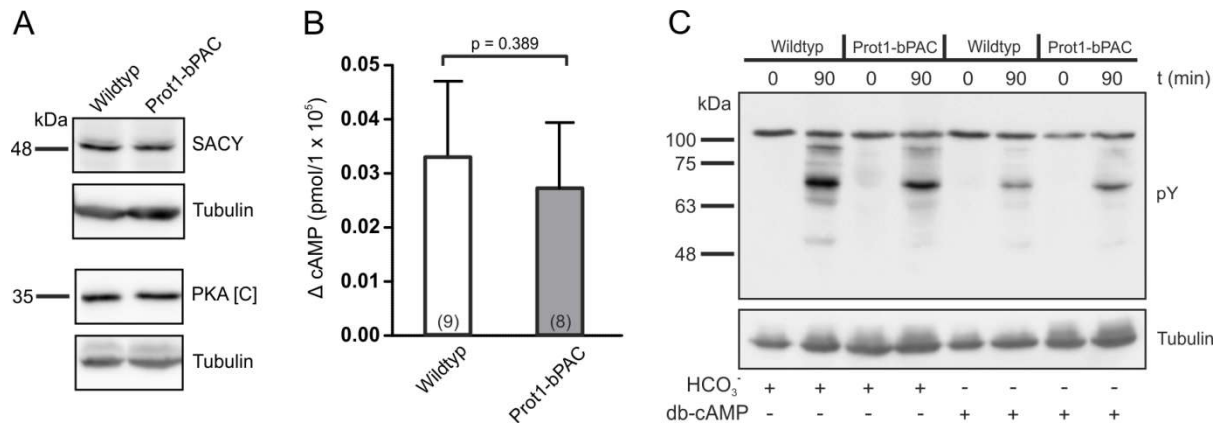 A
Wildtyp
Prot1-bPAC
kDa
48
SACY
Tubulin
35
PKA [C]
Tubulin
B
p = 0.389
Δ cAMP (pmol/1 x 10⁵)
0.05
0.04
0.03
0.02
0.01
0.00
(9)
(8)
Wildtyp
Prot1-bPAC
C
Wildtyp Prot1-bPAC Wildtyp Prot1-bPAC
0 90 0 90 0 90 0 90 t (min)
kDa
100
75
63
48
pY
Tubulin
HCO₃⁻ + + + + - - - -
db-cAMP - - - - + + + +